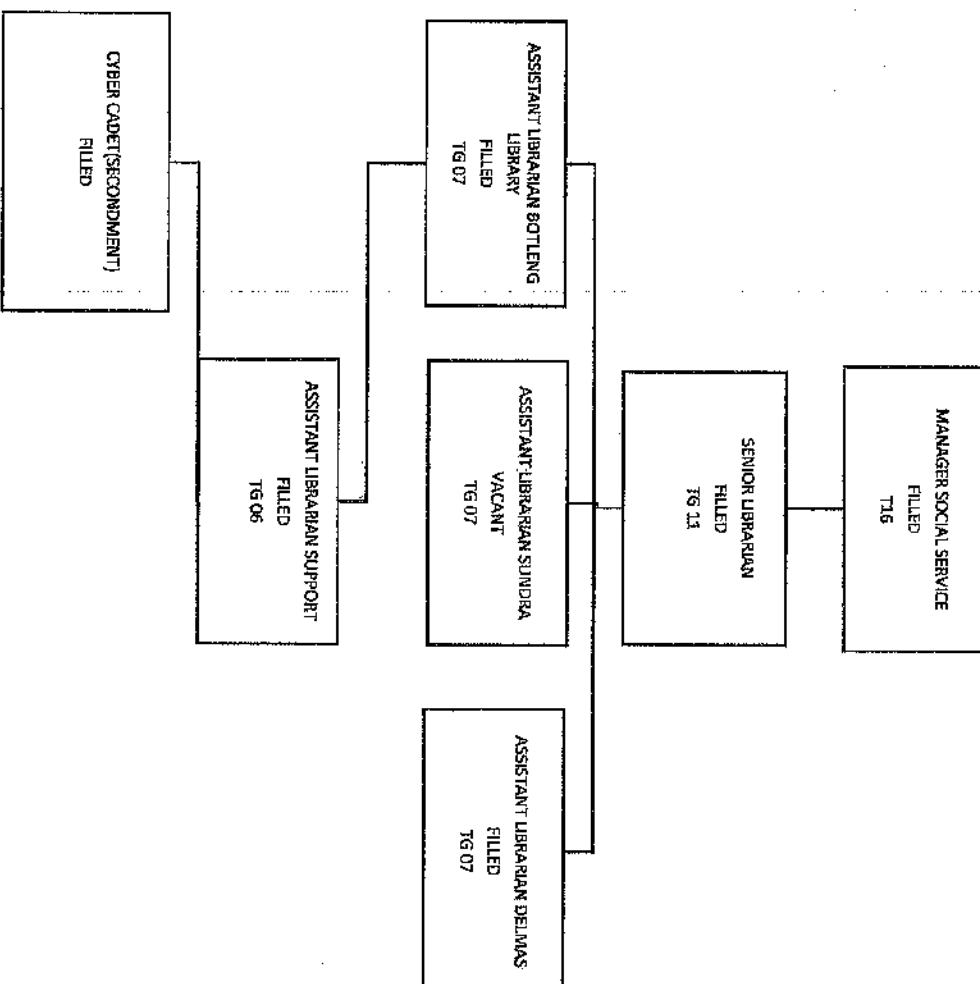 MANAGER SOCIAL SERVICE
FILLED
T16
SENIOR LIBRARIAN
FILLED
TG 11
ASSISTANT LIBRARIAN BOTLENG
LIBRARY
FILLED
TG 07
ASSISTANT LIBRARIAN SUNDRA
VACANT
TG 07
ASSISTANT LIBRARIAN DELMAS
FILLED
TG 07
ASSISTANT LIBRARIAN SUPPORT
FILLED
TG 06
CYBER CADET(SECONDMENT)
FILLED